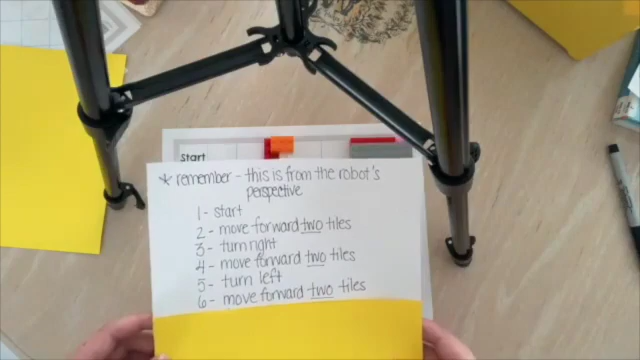 start
* remember - this is from the robot's
perspective
1- start
2- move forward two tiles
3- turn right
4- move forward two tiles
5- turn left
6- move forward two tiles